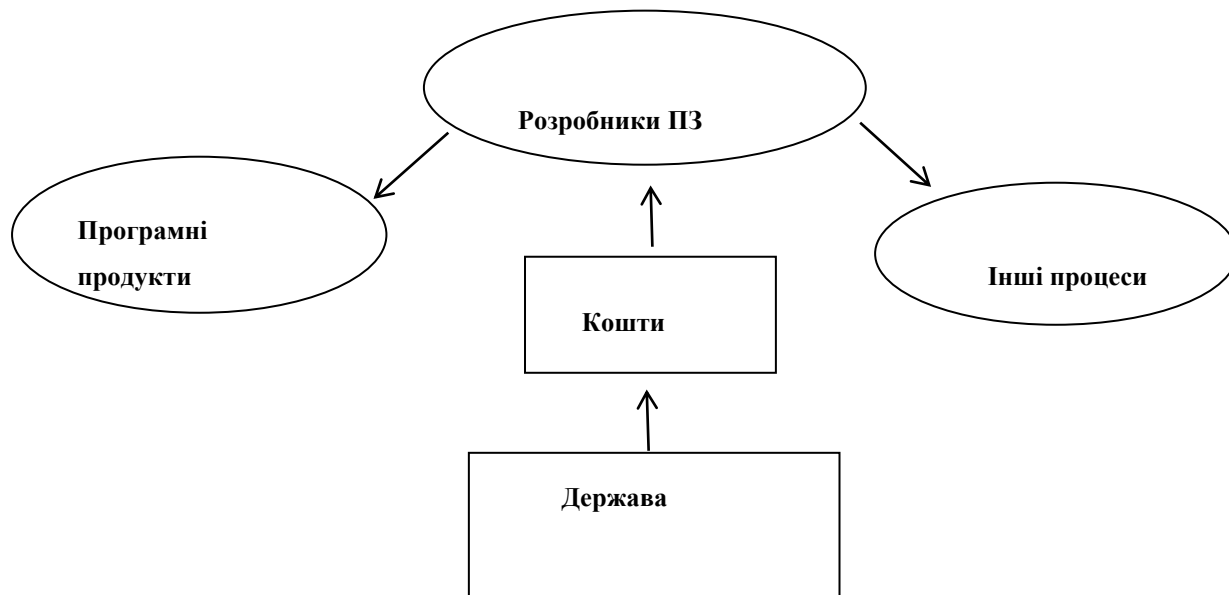 Розробники ПЗ
Програмні
продукти
Інші процеси
Кошти
Держава